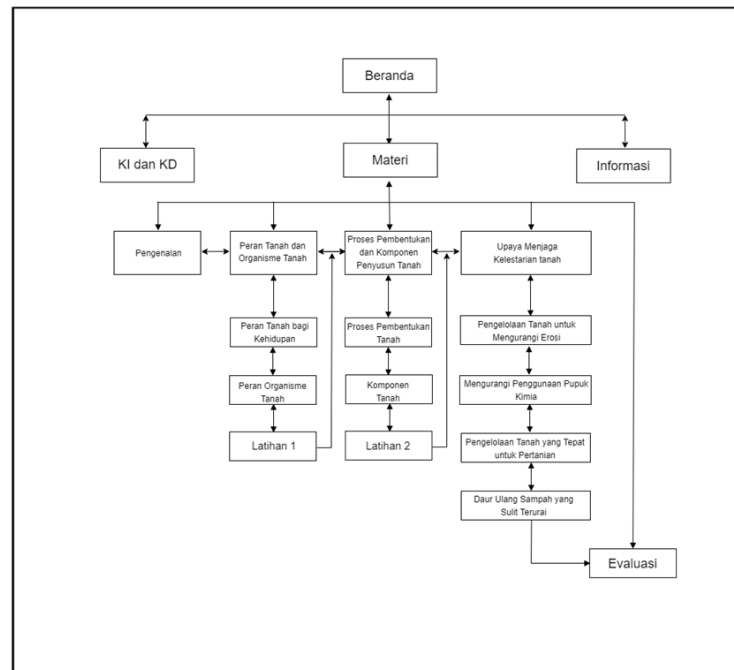 Beranda
KI dan KD
Materi
Informasi
Pengenalan
Peran Tanah dan
Organisme Tanah
Proses Pembentukan
dan Komponen
Penyusun Tanah
Upaya Menjaga
Kelestarian tanah
Peran Tanah bagi
Kehidupan
Proses Pembentukan
Tanah
Pengelolaan Tanah untuk
Mengurangi Erosi
Peran Organisme
Tanah
Komponen
Tanah
Mengurangi Penggunaan Pupuk
Kimia
Latihan 1
Latihan 2
Pengelolaan Tanah yang Tepat
untuk Pertanian
Daur Ulang Sampah yang
Sulit Terurai
Evaluasi